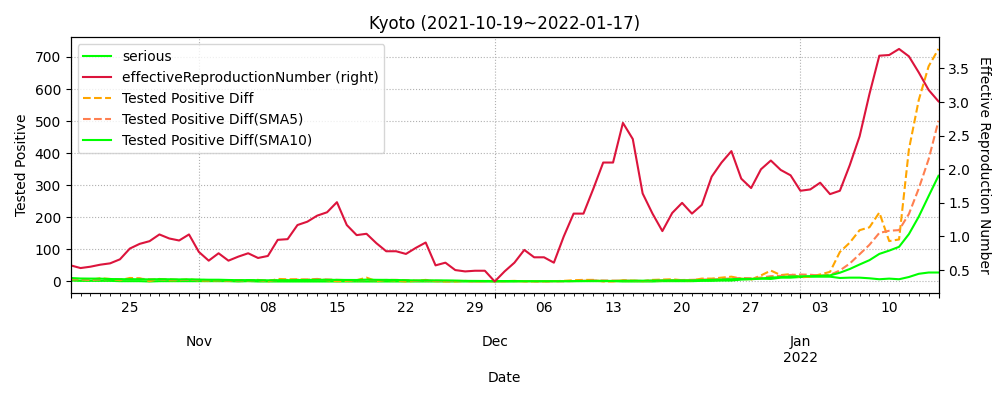 Kyoto (2021-10-19~2022-01-17)
serious
effectiveReproductionNumber (right)
Tested Positive Diff
Tested Positive Diff(SMA5)
Tested Positive Diff(SMA10)
Tested Positive
700
600
500
400
300
200
100
0
3.5
3.0
2.5
2.0
1.5
1.0
0.5
Effective Reproduction Number
25 08 15 22 29 06 13 20 27 03 10
Nov Dec Jan
2022
Date